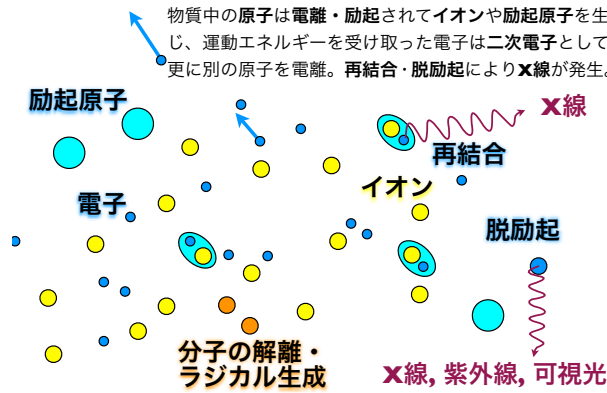 物質中の原子は電離・励起されてイオンや励起原子を生
じ、運動エネルギーを受け取った電子は二次電子として
更に別の原子を電離。再結合・脱励起によりX線が発生。
励起原子
X線
再結合
イオン
電子
脱励起
分子の解離・
ラジカル生成
X線, 紫外線, 可視光